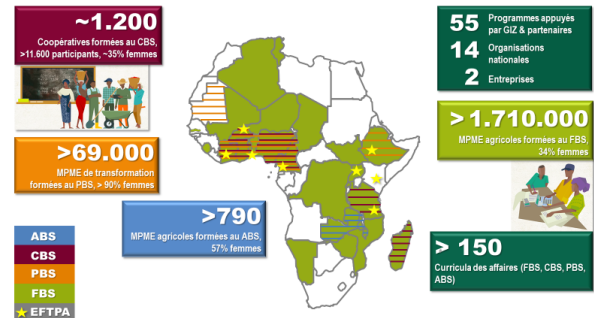 ~1.200
Coopératives formées au CBS,
>11.600 participants, ~35% femmes
>69.000
MPME de transformation
formées au PBS, > 90% femmes
>790
MPME agricoles formées au ABS,
57% femmes
ABS
CBS
PBS
FBS
EFTPA
55
Programmes appuyés
par GIZ & partenaires
14
Organisations
nationales
2
Entreprises
> 1.710.000
MPME agricoles formées au FBS,
34% femmes
> 150
Curricula des affaires (FBS, CBS, PBS,
ABS)